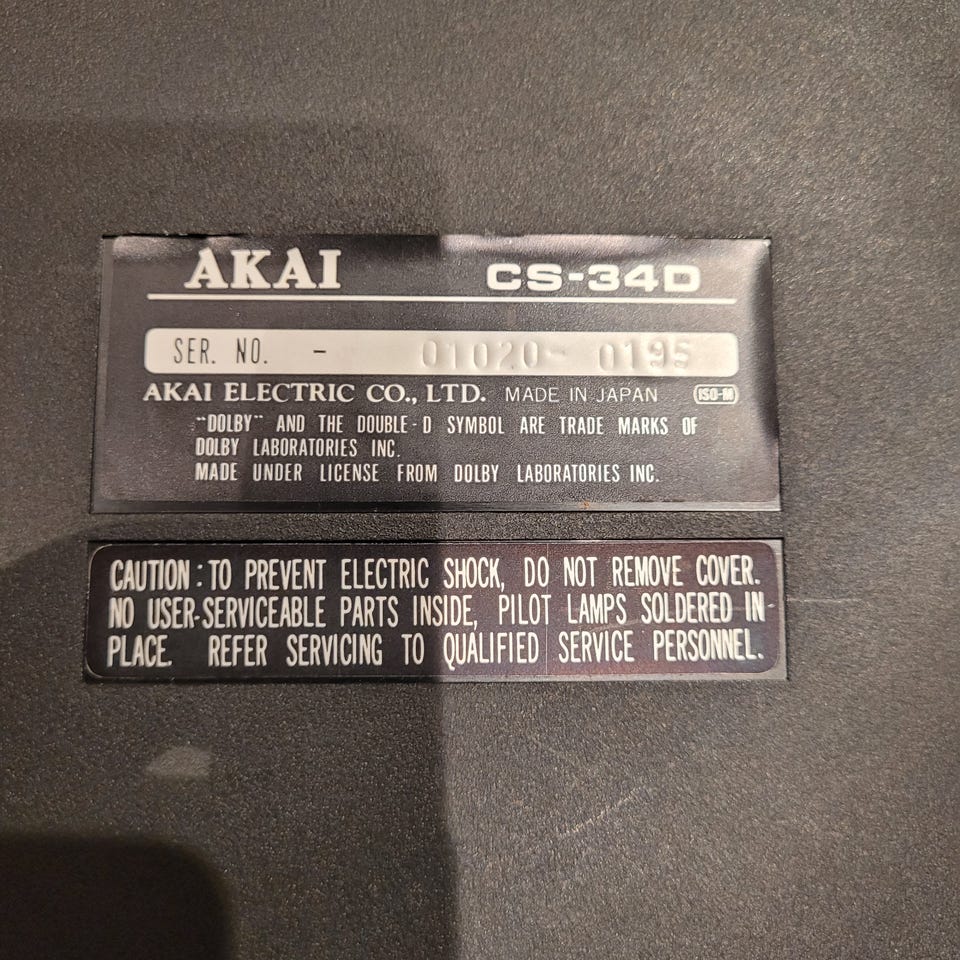 AKAI CS-34D
SER. NO. - 01020- 0195
AKAI ELECTRIC CO., LTD. MADE IN JAPAN ISO-M
"DOLBY" AND THE DOUBLE-D SYMBOL ARE TRADE MARKS OF
DOLBY LABORATORIES INC.
MADE UNDER LICENSE FROM DOLBY LABORATORIES INC.
CAUTION : TO PREVENT ELECTRIC SHOCK, DO NOT REMOVE COVER.
NO USER-SERVICEABLE PARTS INSIDE, PILOT LAMPS SOLDERED IN
PLACE. REFER SERVICING TO QUALIFIED SERVICE PERSONNEL.